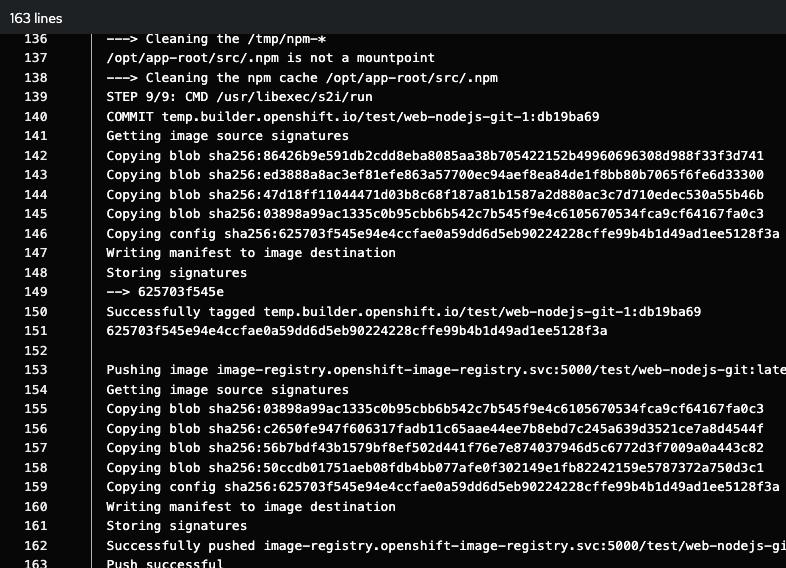 163 lines
136 ---> Cleaning the /tmp/npm-*
137 /opt/app-root/src/.npm is not a mountpoint
138 ---> Cleaning the npm cache /opt/app-root/src/.npm
139 STEP 9/9: CMD /usr/libexec/s2i/run
140 COMMIT temp.builder.openshift.io/test/web-nodejs-git-1:db19ba69
141 Getting image source signatures
142 Copying blob sha256:86426b9e591db2cdd8eba8085aa38b705422152b49960696308d988f33f3d741
143 Copying blob sha256:ed3888a8ac3ef81efe863a57700ec94aef8ea84de1f8bb80b7065f6fe6d33300
144 Copying blob sha256:47d18ff11044471d03b8c68f187a81b1587a2d880ac3c7d710edec530a55b46b
145 Copying blob sha256:03898a99ac1335c0b95cbb6b542c7b545f9e4c6105670534fca9cf64167fa0c3
146 Copying config sha256:625703f545e94e4ccfae0a59dd6d5eb90224228cffe99b4b1d49ad1ee5128f3a
147 Writing manifest to image destination
148 Storing signatures
149 --> 625703f545e
150 Successfully tagged temp.builder.openshift.io/test/web-nodejs-git-1:db19ba69
151 625703f545e94e4ccfae0a59dd6d5eb90224228cffe99b4b1d49ad1ee5128f3a
152
153 Pushing image image-registry.openshift-image-registry.svc:5000/test/web-nodejs-git:late
154 Getting image source signatures
155 Copying blob sha256:03898a99ac1335c0b95cbb6b542c7b545f9e4c6105670534fca9cf64167fa0c3
156 Copying blob sha256:c2650fe947f606317fadb11c65aae44ee7b8ebd7c245a639d3521ce7a8d4544f
157 Copying blob sha256:56b7bdf43b1579bf8ef502d441f76e7e874037946d5c6772d3f7009a0a443c82
158 Copying blob sha256:50ccdb01751aeb08fdb4bb077afe0f302149e1fb82242159e5787372a750d3c1
159 Copying config sha256:625703f545e94e4ccfae0a59dd6d5eb90224228cffe99b4b1d49ad1ee5128f3a
160 Writing manifest to image destination
161 Storing signatures
162 Successfully pushed image-registry.openshift-image-registry.svc:5000/test/web-nodejs-gi
163 Push successful